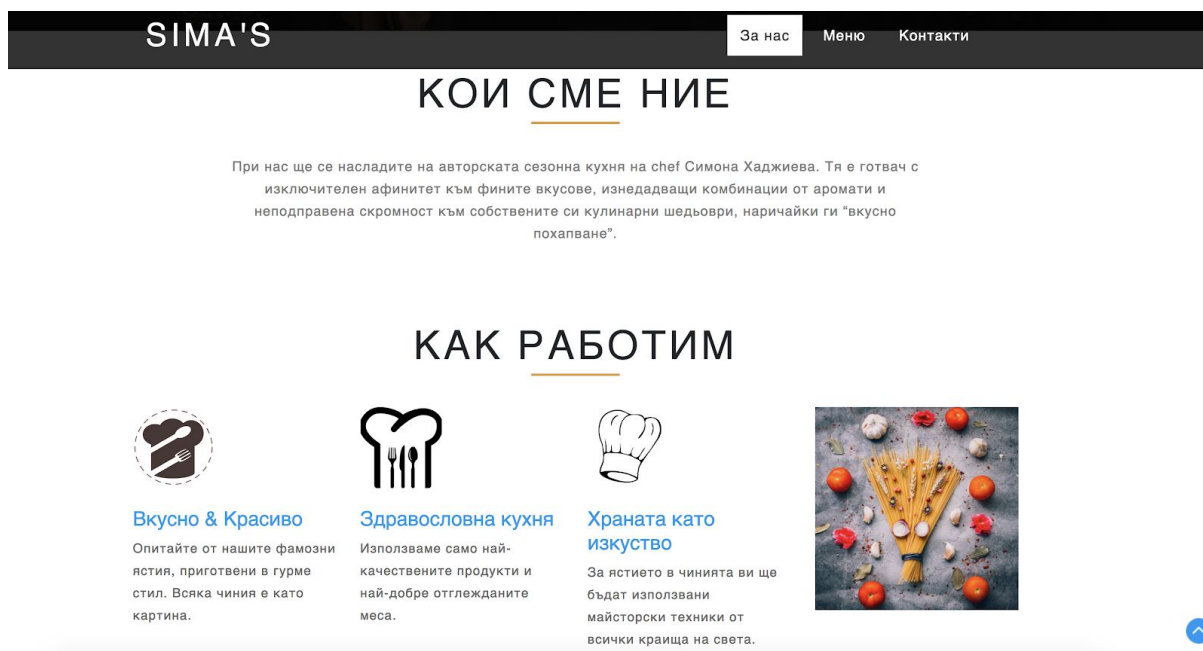 SIMA'S
За нас Меню Контакти
КОИ СМЕ НИЕ
При нас ще се насладите на авторската сезонна кухня на chef Симона Хаджиева. Тя е готвач с
изключителен афинитет към фините вкусове, изнедадващи комбинации от аромати и
неподправена скромност към собствените си кулинарни шедьоври, наричайки ги “вкусно
похапване”.
КАК РАБОТИМ
Вкусно & Красиво
Опитайте от нашите фамозни
ястия, приготвени в гурме
стил. Всяка чиния е като
картина.
Здравословна кухня
Използваме само най-
качествените продукти и
най-добре отглежданите
меса.
Храната като
изкуство
За ястието в чинията ви ще
бъдат използвани
майсторски техники от
всички краища на света.